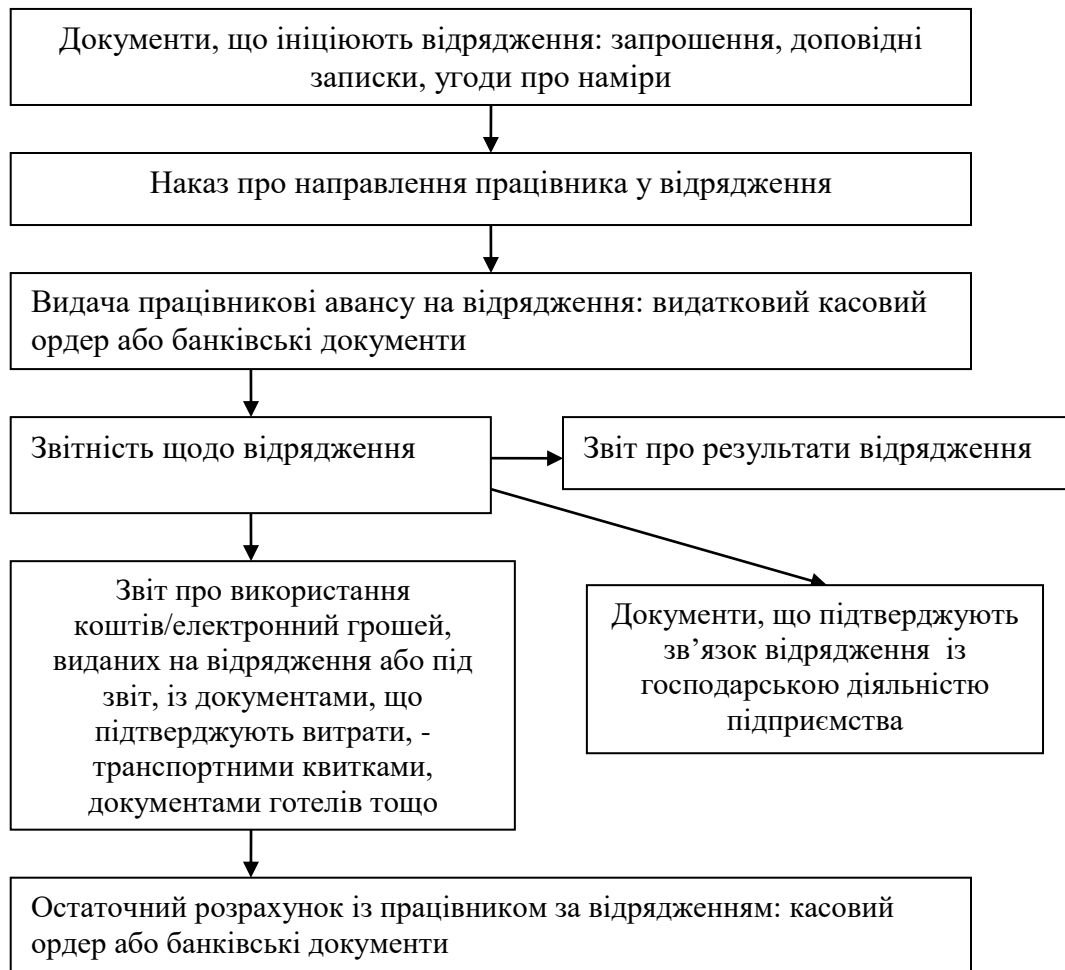 Документи, що ініціюють відрядження: запрошення, доповідні
записки, угоди про наміри
Наказ про направлення працівника у відрядження
Видача працівникові авансу на відрядження: видатковий касовий
ордер або банківські документи
Звітність щодо відрядження
Звіт про результати відрядження
Звіт про використання
коштів/електронний грошей,
виданих на відрядження або під
звіт, із документами, що
підтверджують витрати, -
транспортними квитками,
документами готелів тощо
Документи, що підтверджують
зв’язок відрядження із
господарською діяльністю
підприємства
Остаточний розрахунок із працівником за відрядженням: касовий
ордер або банківські документи